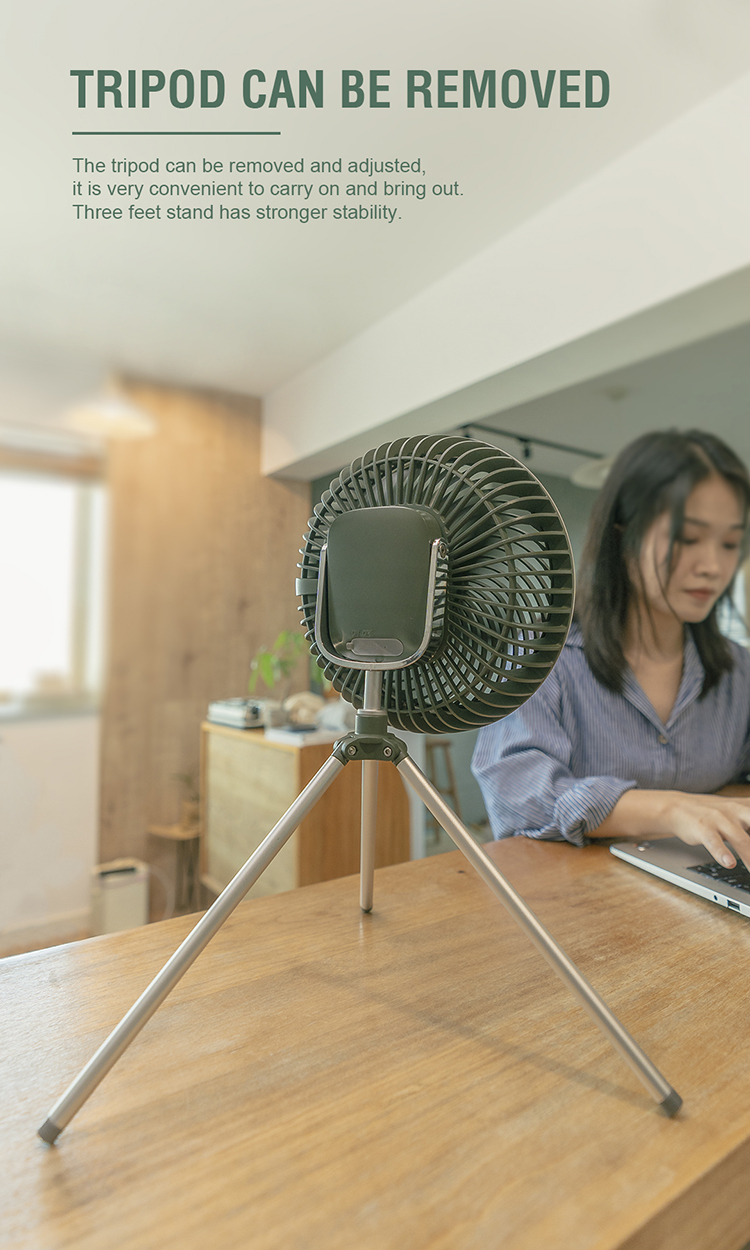 TRIPOD CAN BE REMOVED
The tripod can be removed and adjusted,
it is very convenient to carry on and bring out.
Three feet stand has stronger stability.